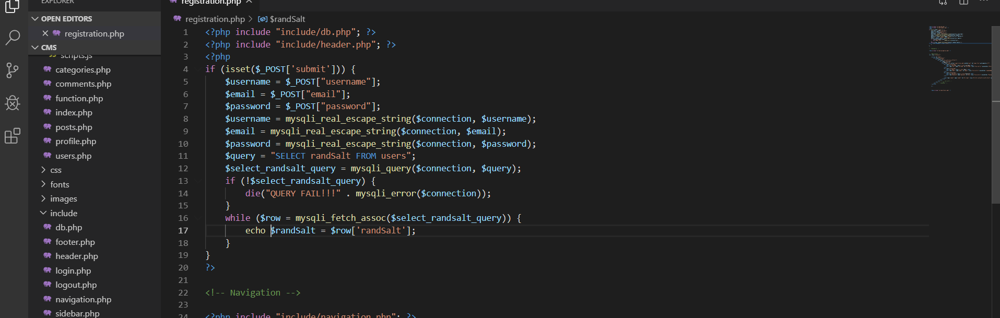 EXPLORER
OPEN EDITORS
registration.php
CMS
scripts.js
categories.php
comments.php
function.php
index.php
posts.php
profile.php
users.php
css
fonts
images
include
db.php
footer.php
header.php
login.php
logout.php
navigation.php
sidebar.php
registration.php
registration.php > $randSalt
1 <?php include "include/db.php"; ?>
2 <?php include "include/header.php"; ?>
3 <?php
4 if (isset($_POST['submit'])) {
5 $username = $_POST["username"];
6 $email = $_POST["email"];
7 $password = $_POST["password"];
8 $username = mysqli_real_escape_string($connection, $username);
9 $email = mysqli_real_escape_string($connection, $email);
10 $password = mysqli_real_escape_string($connection, $password);
11 $query = "SELECT randSalt FROM users";
12 $select_randsalt_query = mysqli_query($connection, $query);
13 if (!$select_randsalt_query) {
14 die("QUERY FAIL!!!" . mysqli_error($connection));
15 }
16 while ($row = mysqli_fetch_assoc($select_randsalt_query)) {
17 echo $randSalt = $row['randSalt'];
18 }
19 }
20 ?>
21
22 <!-- Navigation -->
23
24 <?php include "include/navigation.php"; ?>